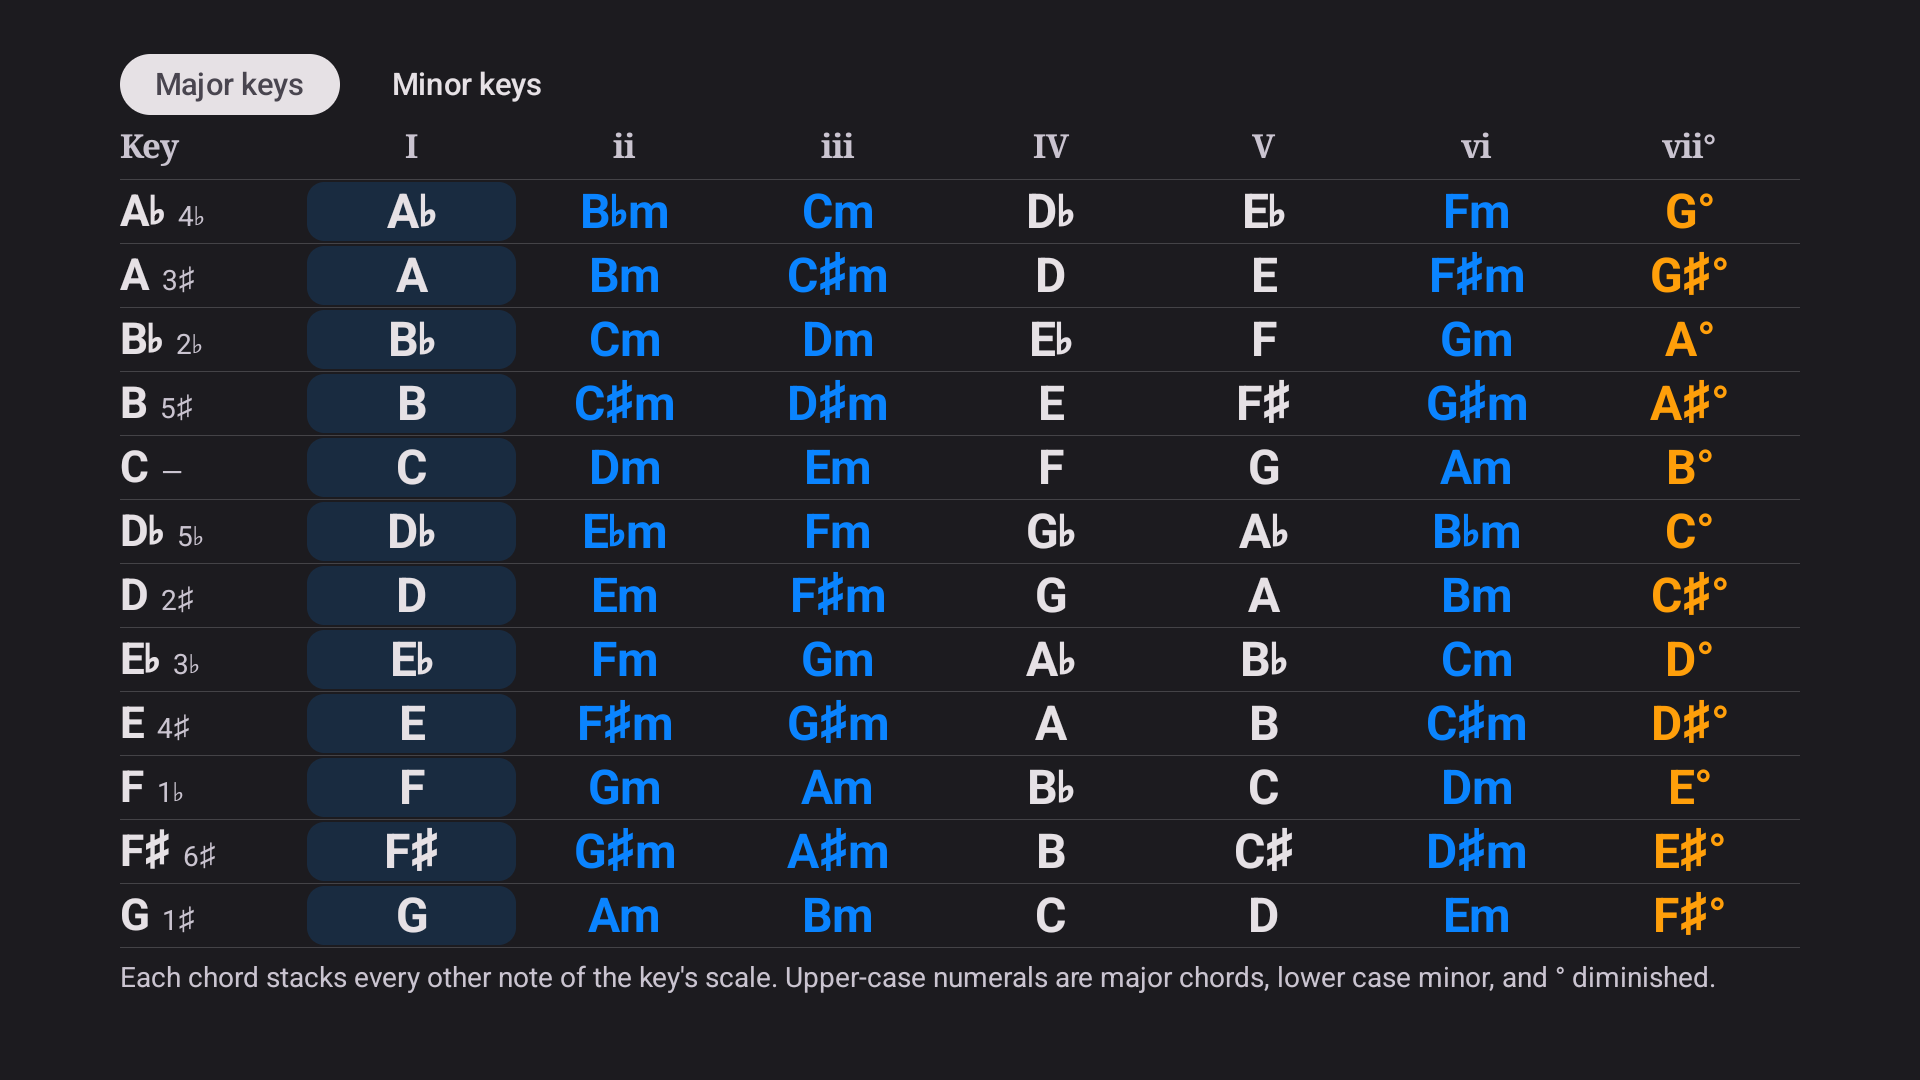 Major keys Minor keys
Key I ii iii IV V vi vii°
A♭ 4♭ A♭ B♭m Cm D♭ E♭ Fm G°
A 3♯ A Bm C♯m D E F♯m G♯°
B♭ 2♭ B♭ Cm Dm E♭ F Gm A°
B 5♯ B C♯m D♯m E F♯ G♯m A♯°
C – C Dm Em F G Am B°
D♭ 5♭ D♭ E♭m Fm G♭ A♭ B♭m C°
D 2♯ D Em F♯m G A Bm C♯°
E♭ 3♭ E♭ Fm Gm A♭ B♭ Cm D°
E 4♯ E F♯m G♯m A B C♯m D♯°
F 1♭ F Gm Am B♭ C Dm E°
F♯ 6♯ F♯ G♯m A♯m B C♯ D♯m E♯°
G 1♯ G Am Bm C D Em F♯°
Each chord stacks every other note of the key's scale. Upper-case numerals are major chords, lower case minor, and ° diminished.